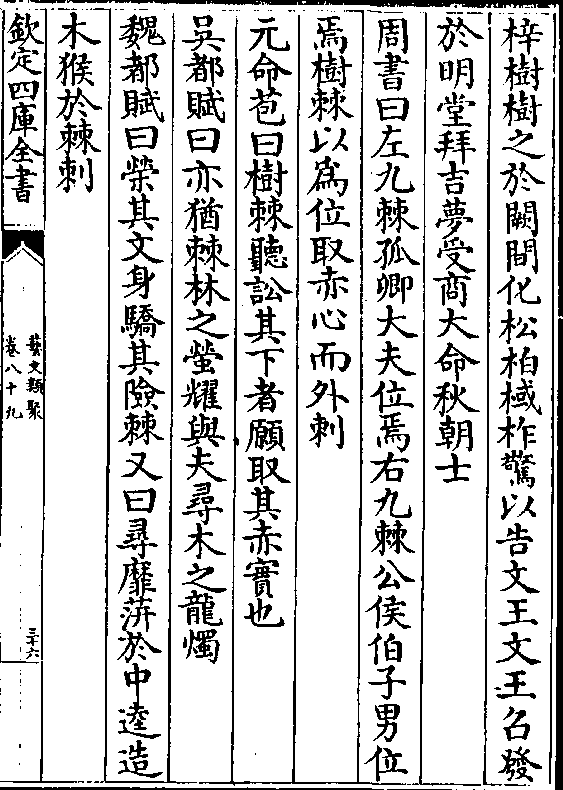 梓樹樹之於闕間化松柏棫柞驚以告文王文王召發
於明堂拜吉夢受商大命秋朝士
周書曰左九棘孤卿大夫位焉右九棘公侯伯子男位
焉樹棘以為位取赤心而外刺
元命苞曰樹棘聽訟其下者願取其赤實也
吳都賦曰亦猶棘林之螢耀與夫尋木之龍燭
魏都賦曰榮其文身驕其險棘又曰尋靡蓱於中逵造
木猴於棘刺
欽定四庫全書
藝文類聚
卷八十九
三十六